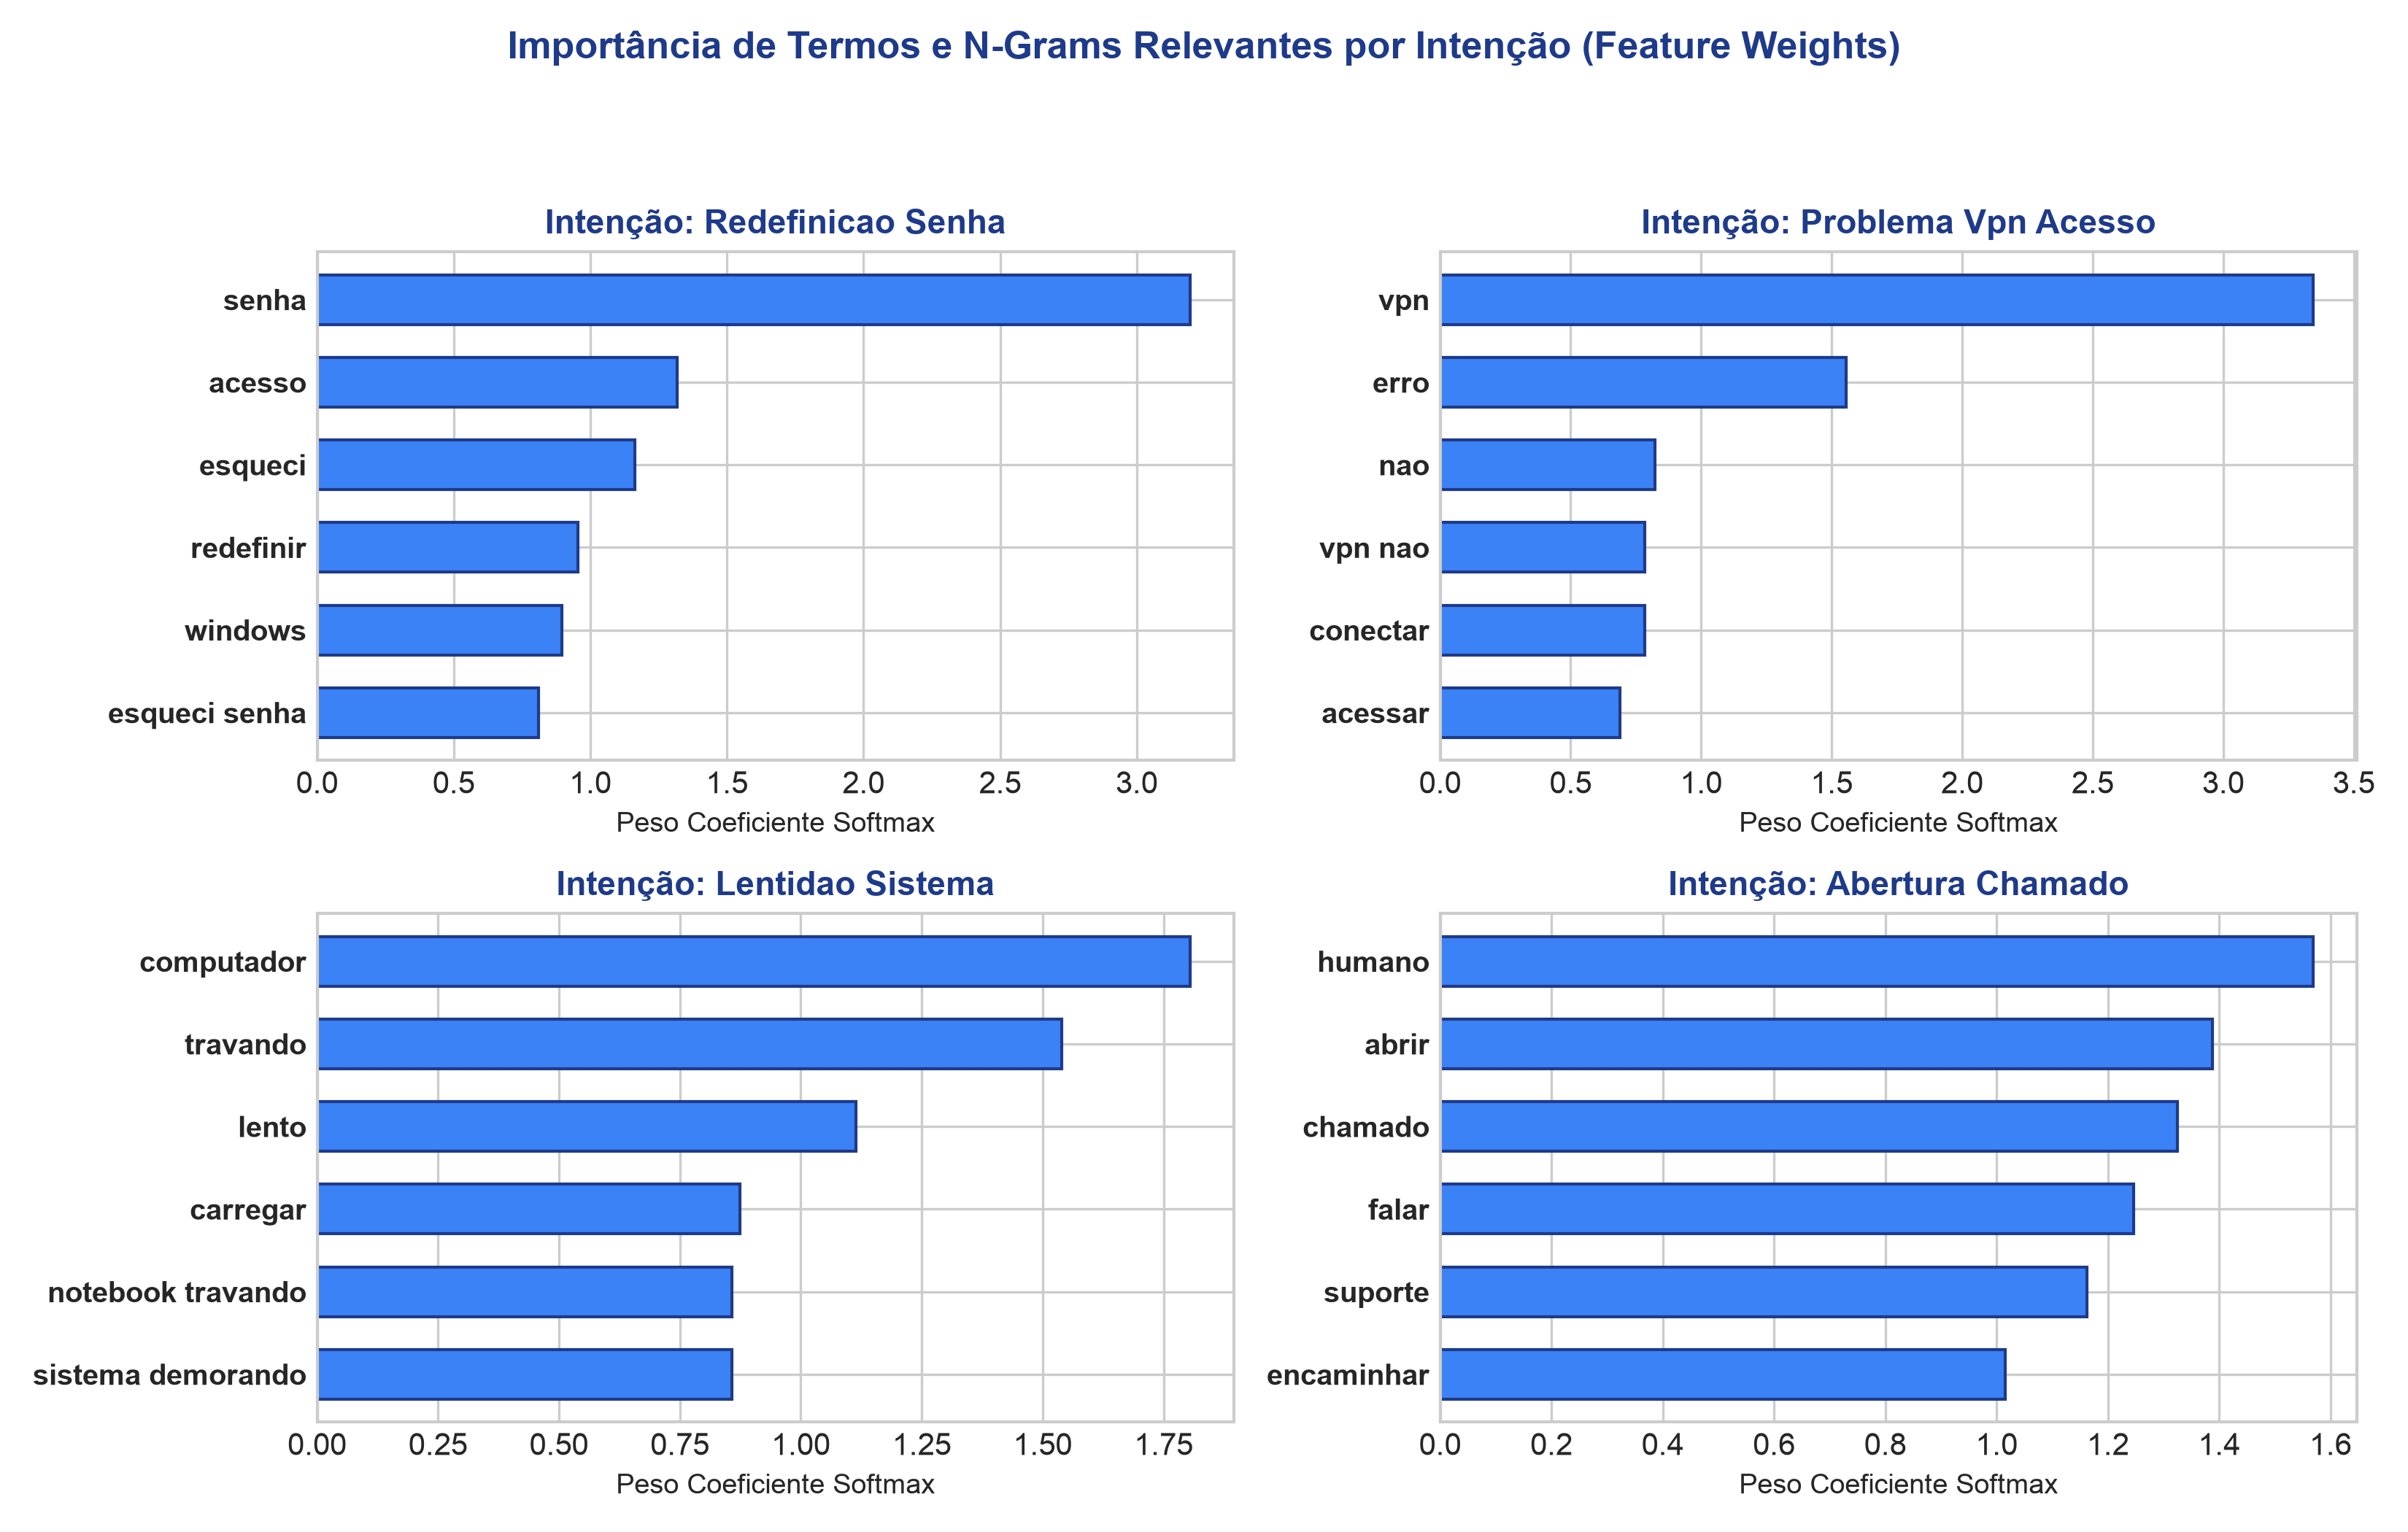 Importância de Termos e N-Grams Relevantes por Intenção (Feature Weights)
Intenção: Redefinicao Senha
senha
acesso
esqueci
redefinir
windows
esqueci senha
0.0 0.5 1.0 1.5 2.0 2.5 3.0
Peso Coeficiente Softmax
Intenção: Problema Vpn Acesso
vpn
erro
nao
vpn nao
conectar
acessar
0.0 0.5 1.0 1.5 2.0 2.5 3.0 3.5
Peso Coeficiente Softmax
Intenção: Lentidao Sistema
computador
travando
lento
carregar
notebook travando
sistema demorando
0.00 0.25 0.50 0.75 1.00 1.25 1.50 1.75
Peso Coeficiente Softmax
Intenção: Abertura Chamado
humano
abrir
chamado
falar
suporte
encaminhar
0.0 0.2 0.4 0.6 0.8 1.0 1.2 1.4 1.6
Peso Coeficiente Softmax